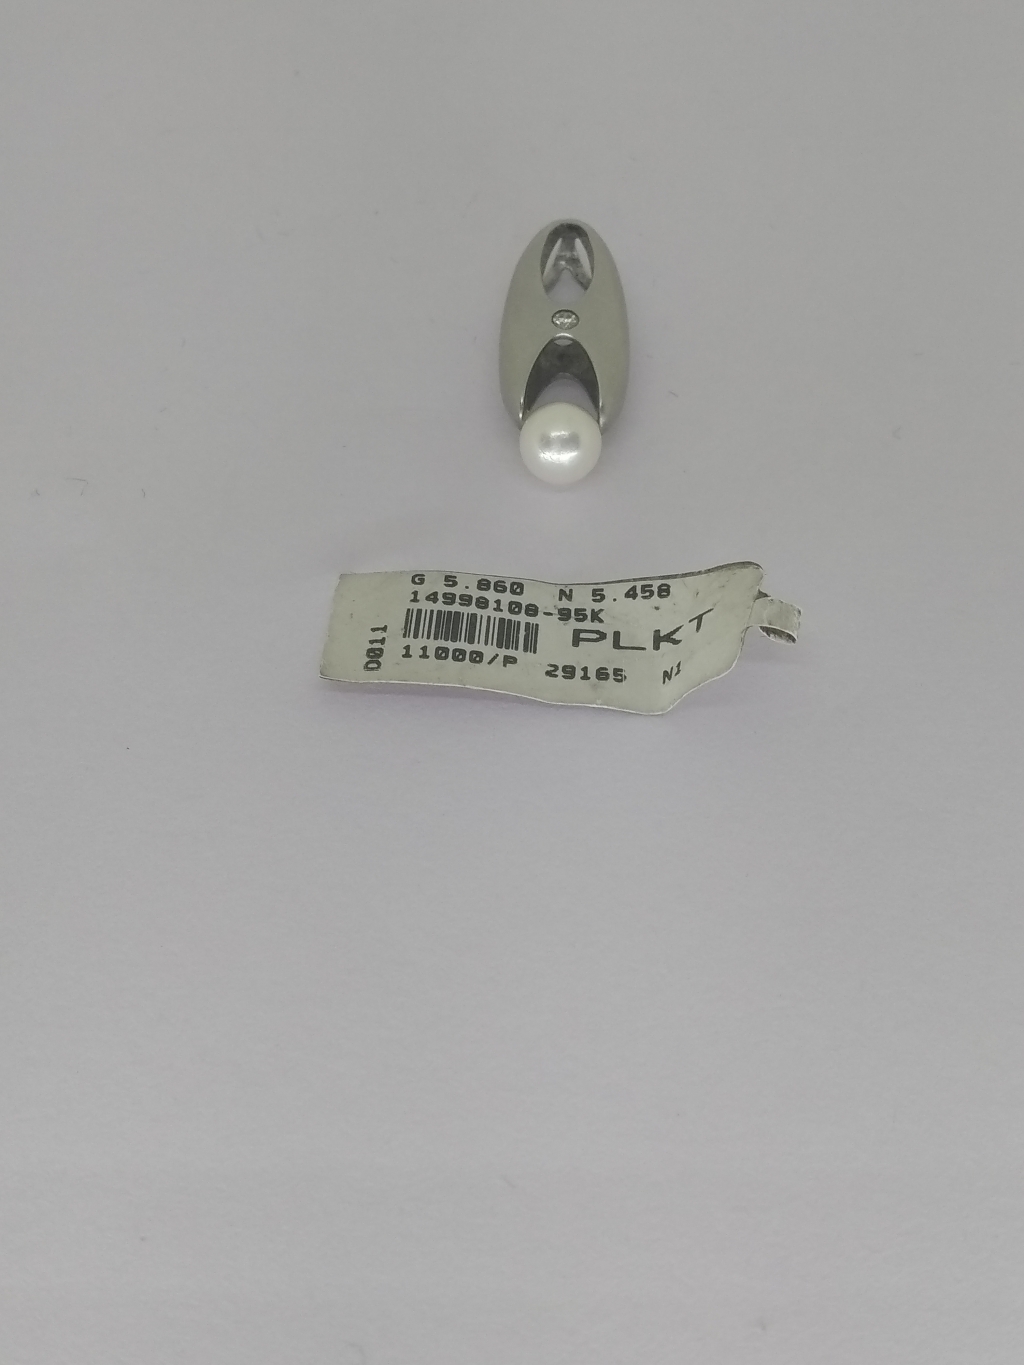 G 5.860 N 5.458
14998108-95K
PLKT
D011
11000/P 29165 N1